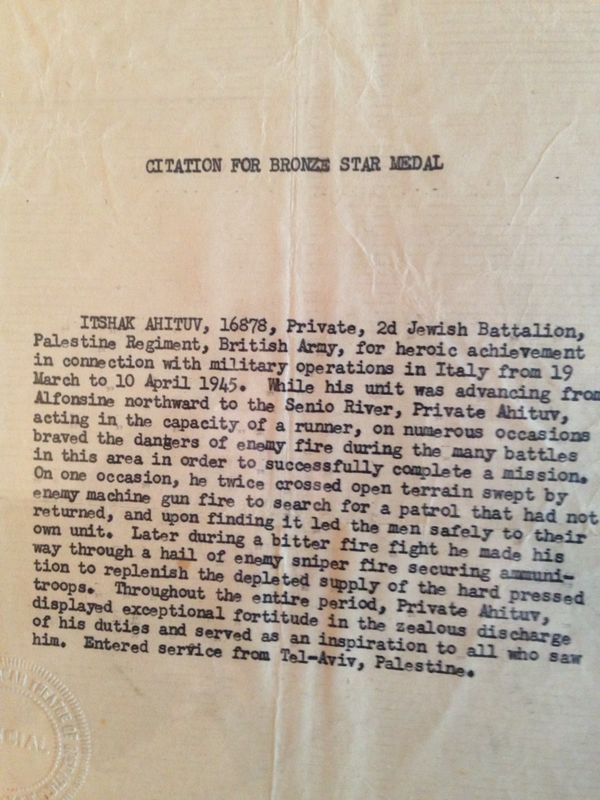 CITATION FOR BRONZE STAR MEDAL
ITSHAK AHITUV, 16878, Private, 2d Jewish Battalion,
Palestine Regiment, British Army, for heroic achievement
in connection with military operations in Italy from 19
March to 10 April 1945. While his unit was advancing from
Alfonsine northward to the Senio River, Private Ahituv,
acting in the capacity of a runner, on numerous occasions
braved the dangers of enemy fire during the many battles
in this area in order to successfully complete a mission.
On one occasion, he twice crossed open terrain swept by
enemy machine gun fire to search for a patrol that had not
returned, and upon finding it led the men safely to their
own unit. Later during a bitter fire fight he made his
way through a hail of enemy sniper fire securing ammuni-
tion to replenish the depleted supply of the hard pressed
troops. Throughout the entire period, Private Ahituv,
displayed exceptional fortitude in the zealous discharge
of his duties and served as an inspiration to all who saw
him. Entered service from Tel-Aviv, Palestine.